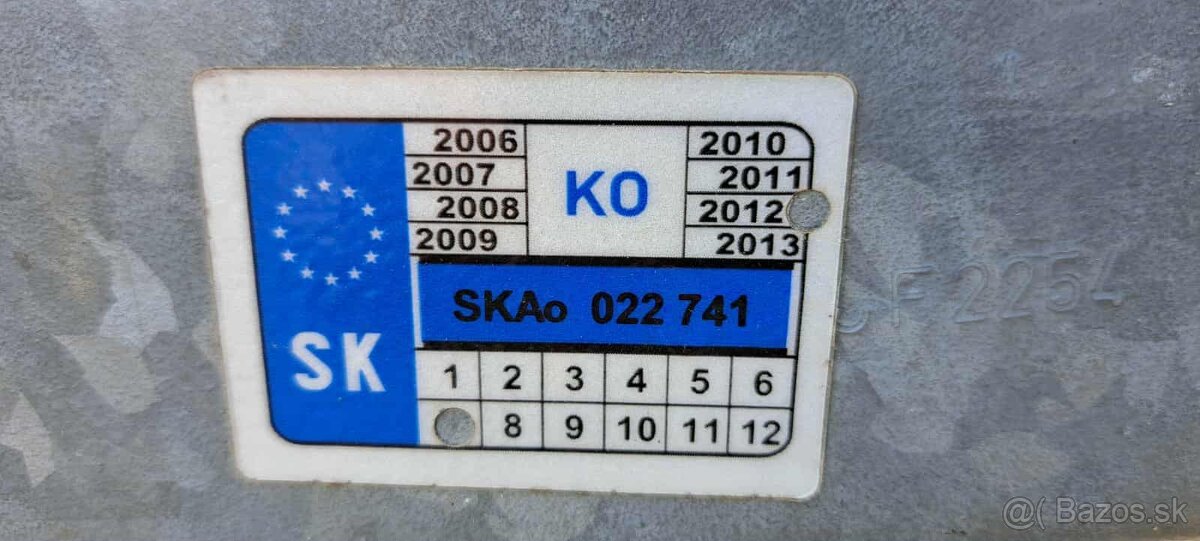 2006 2010
2007 KO 2011
2008 2012
2009 2013
SKAo 022 741
SK
1 2 3 4 5 6
8 9 10 11 12
F 2254
@( Bazos.sk